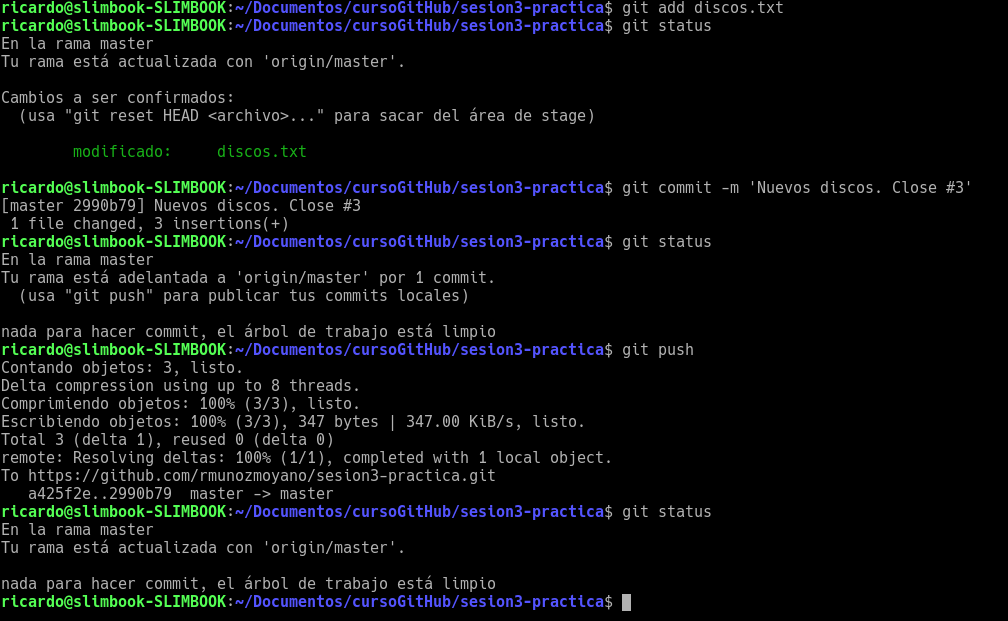 ricardo@slimbook-SLIMBOOK:~/Documentos/cursoGitHub/sesion3-practica$ git add discos.txt
ricardo@slimbook-SLIMBOOK:~/Documentos/cursoGitHub/sesion3-practica$ git status
En la rama master
Tu rama está actualizada con 'origin/master'.

Cambios a ser confirmados:
  (usa "git reset HEAD <archivo>..." para sacar del área de stage)

        modificado:     discos.txt

ricardo@slimbook-SLIMBOOK:~/Documentos/cursoGitHub/sesion3-practica$ git commit -m 'Nuevos discos. Close #3'
[master 2990b79] Nuevos discos. Close #3
 1 file changed, 3 insertions(+)
ricardo@slimbook-SLIMBOOK:~/Documentos/cursoGitHub/sesion3-practica$ git status
En la rama master
Tu rama está adelantada a 'origin/master' por 1 commit.
  (usa "git push" para publicar tus commits locales)

nada para hacer commit, el árbol de trabajo está limpio
ricardo@slimbook-SLIMBOOK:~/Documentos/cursoGitHub/sesion3-practica$ git push
Contando objetos: 3, listo.
Delta compression using up to 8 threads.
Comprimiendo objetos: 100% (3/3), listo.
Escribiendo objetos: 100% (3/3), 347 bytes | 347.00 KiB/s, listo.
Total 3 (delta 1), reused 0 (delta 0)
remote: Resolving deltas: 100% (1/1), completed with 1 local object.
To https://github.com/rmunozmoyano/sesion3-practica.git
   a425f2e..2990b79  master -> master
ricardo@slimbook-SLIMBOOK:~/Documentos/cursoGitHub/sesion3-practica$ git status
En la rama master
Tu rama está actualizada con 'origin/master'.

nada para hacer commit, el árbol de trabajo está limpio
ricardo@slimbook-SLIMBOOK:~/Documentos/cursoGitHub/sesion3-practica$